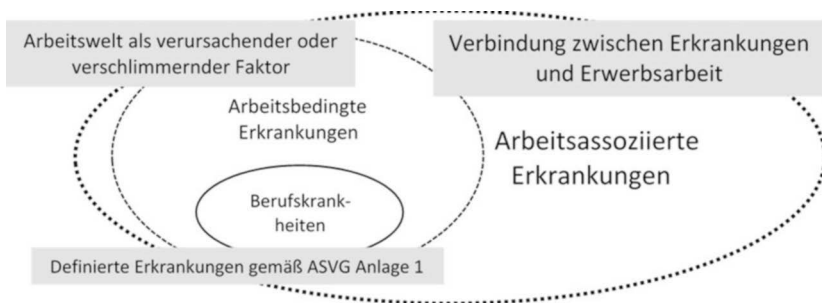 Arbeitswelt als verursachender oder
verschlimmernder Faktor
Verbindung zwischen Erkrankungen
und Erwerbsarbeit
Arbeitsbedingte
Erkrankungen
Arbeitsassoziierte
Erkrankungen
Berufskrank-
heiten
Definierte Erkrankungen gemäß ASVG Anlage 1